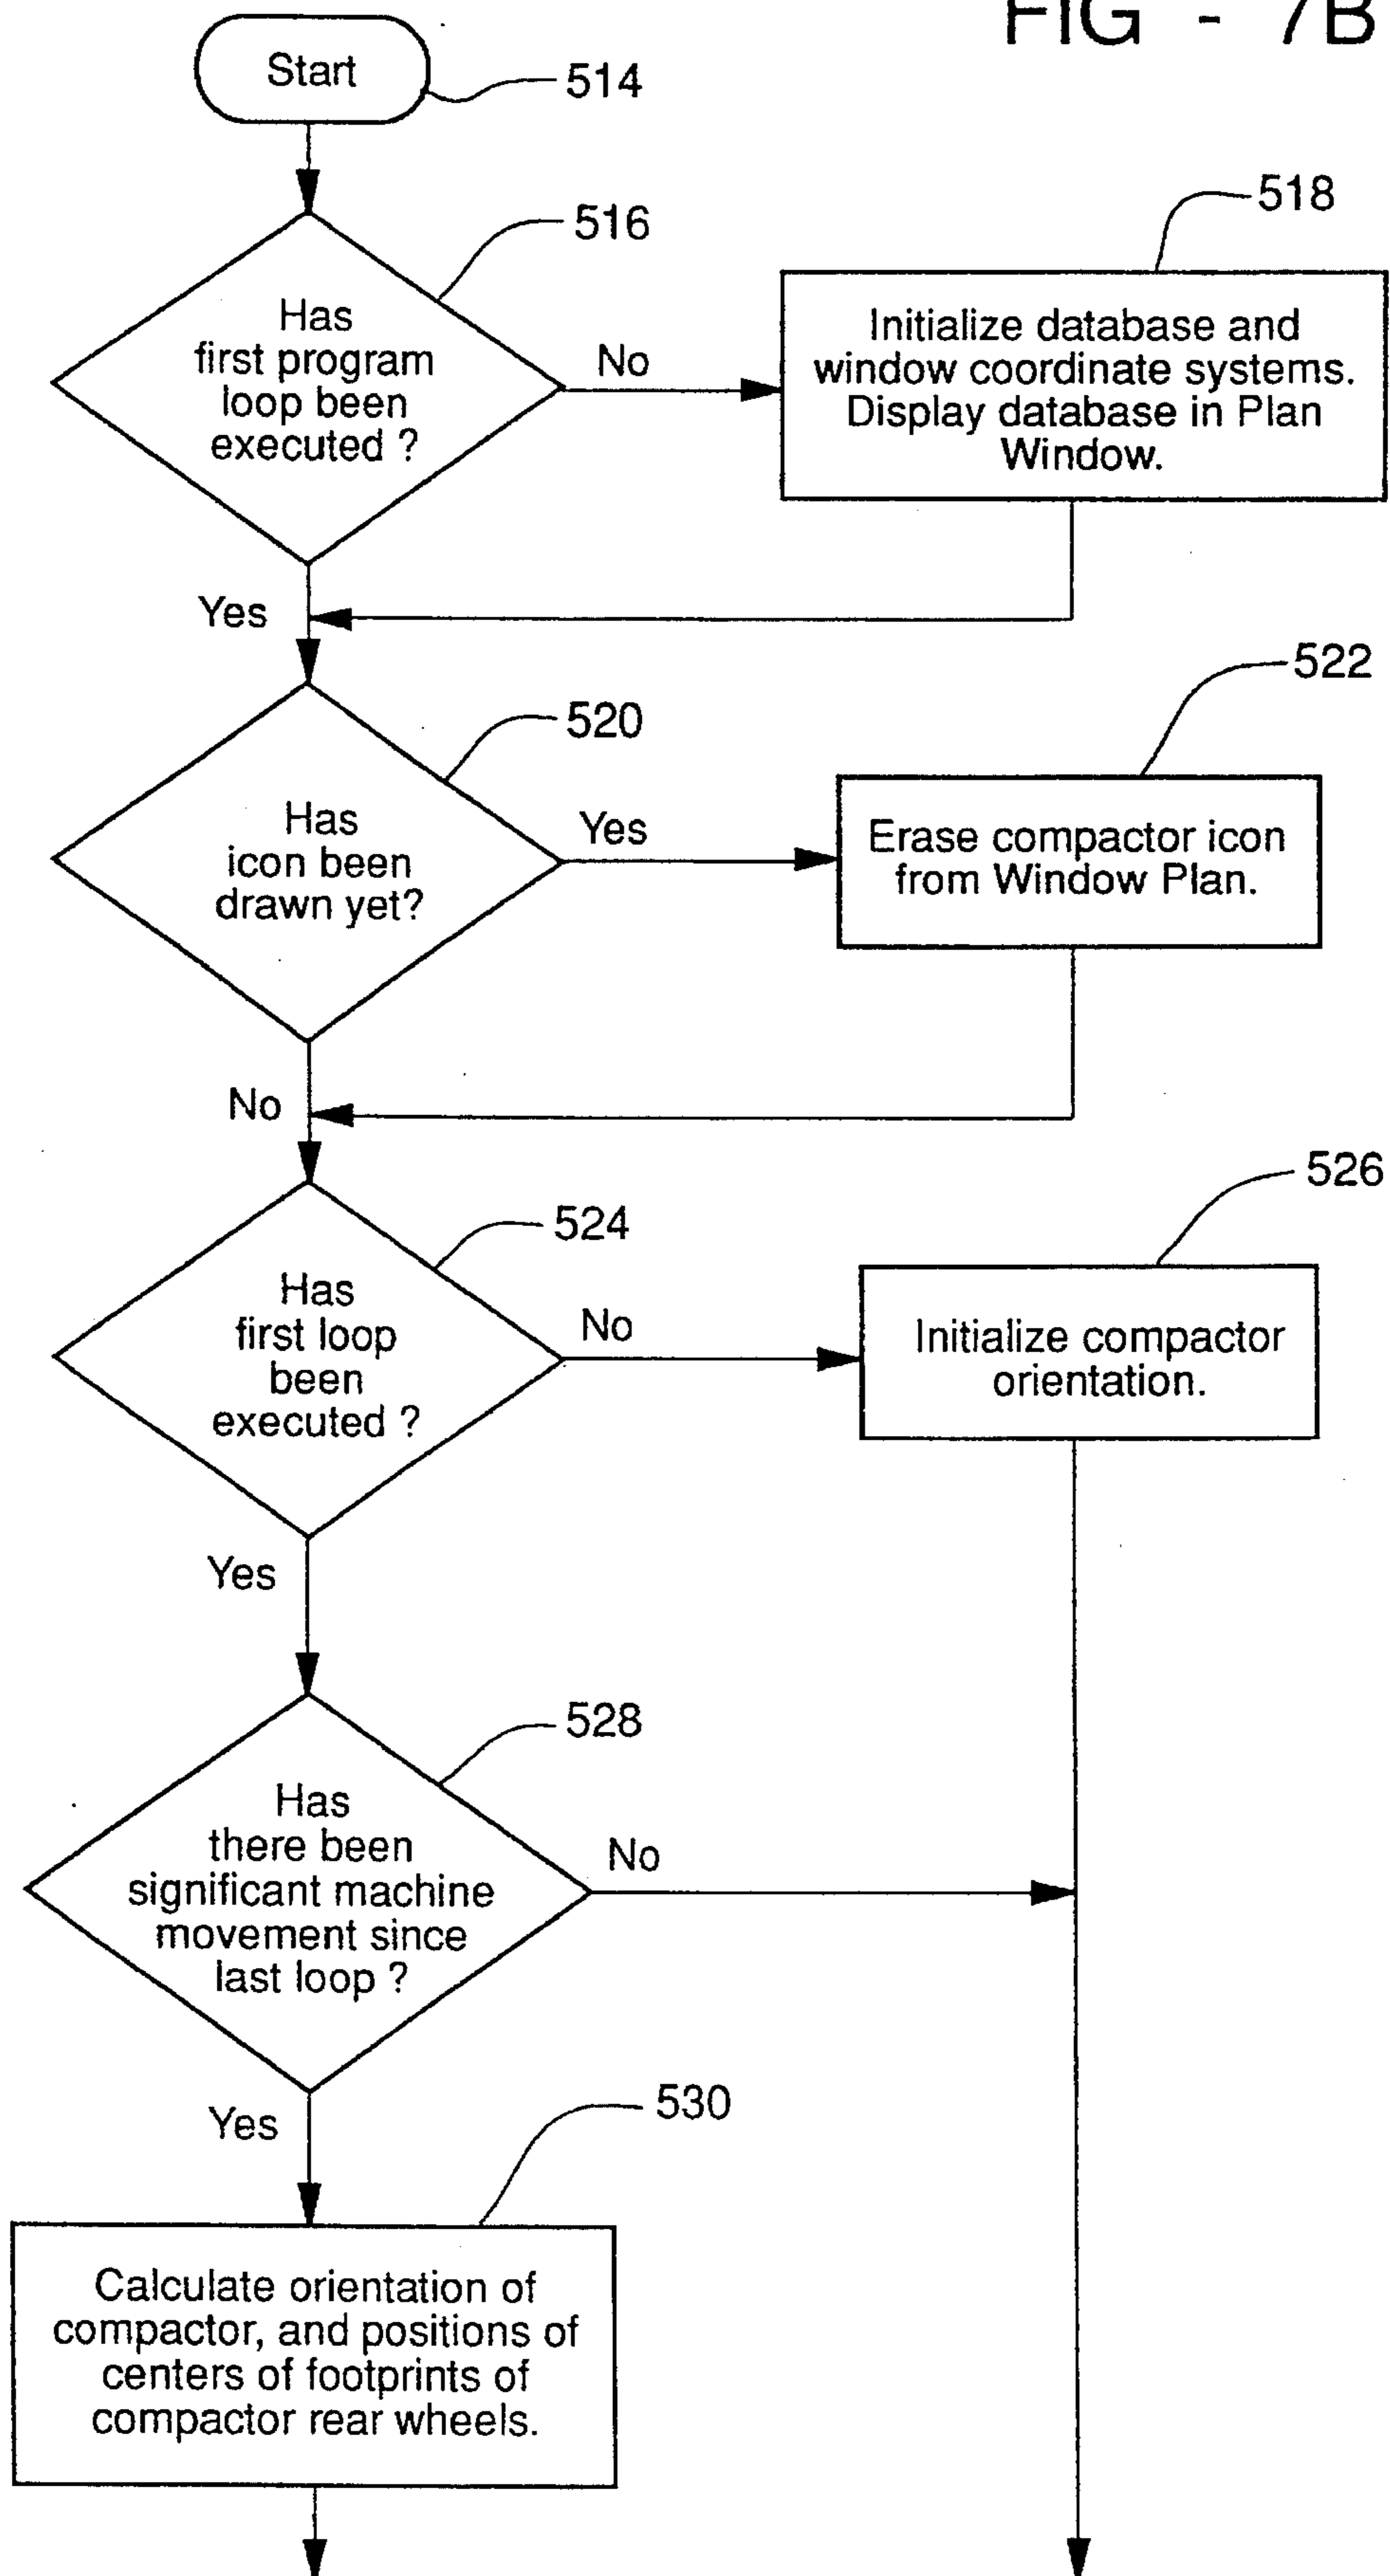 FIG - 7B
Start
514
516
518
Has
first program
loop been
executed ?
No
Initialize database and
window coordinate systems.
Display database in Plan
Window.
Yes
520
522
Has
icon been
drawn yet?
Yes
Erase compactor icon
from Window Plan.
No
524
526
Has
first loop
been
executed ?
No
Initialize compactor
orientation.
Yes
528
Has
there been
significant machine
movement since
last loop ?
No
Yes
530
Calculate orientation of
compactor, and positions of
centers of footprints of
compactor rear wheels.